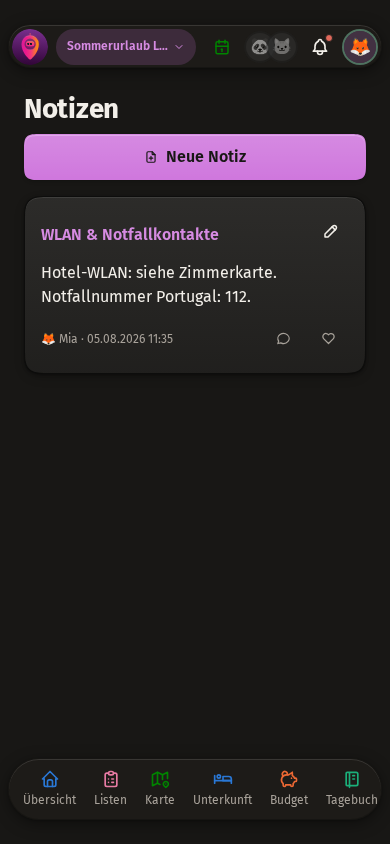 Sommerurlaub L...
Notizen
Neue Notiz
WLAN & Notfallkontakte
Hotel-WLAN: siehe Zimmerkarte.
Notfallnummer Portugal: 112.
Mia · 05.08.2026 11:35
Übersicht Listen Karte Unterkunft Budget Tagebuch